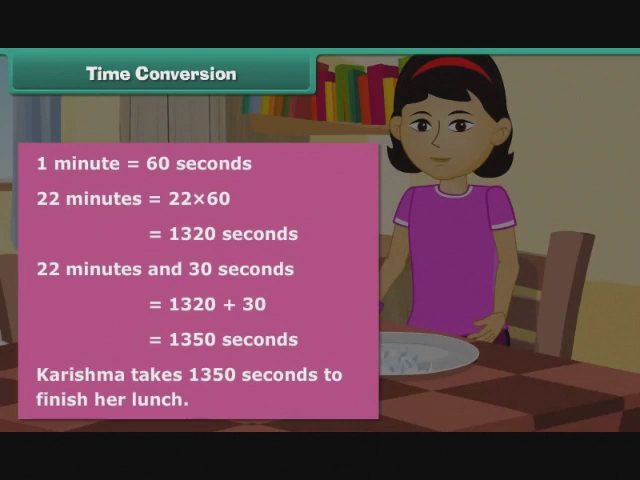 Time Conversion
1 minute = 60 seconds
22 minutes = 22×60
= 1320 seconds
22 minutes and 30 seconds
= 1320 + 30
= 1350 seconds
Karishma takes 1350 seconds to
finish her lunch.